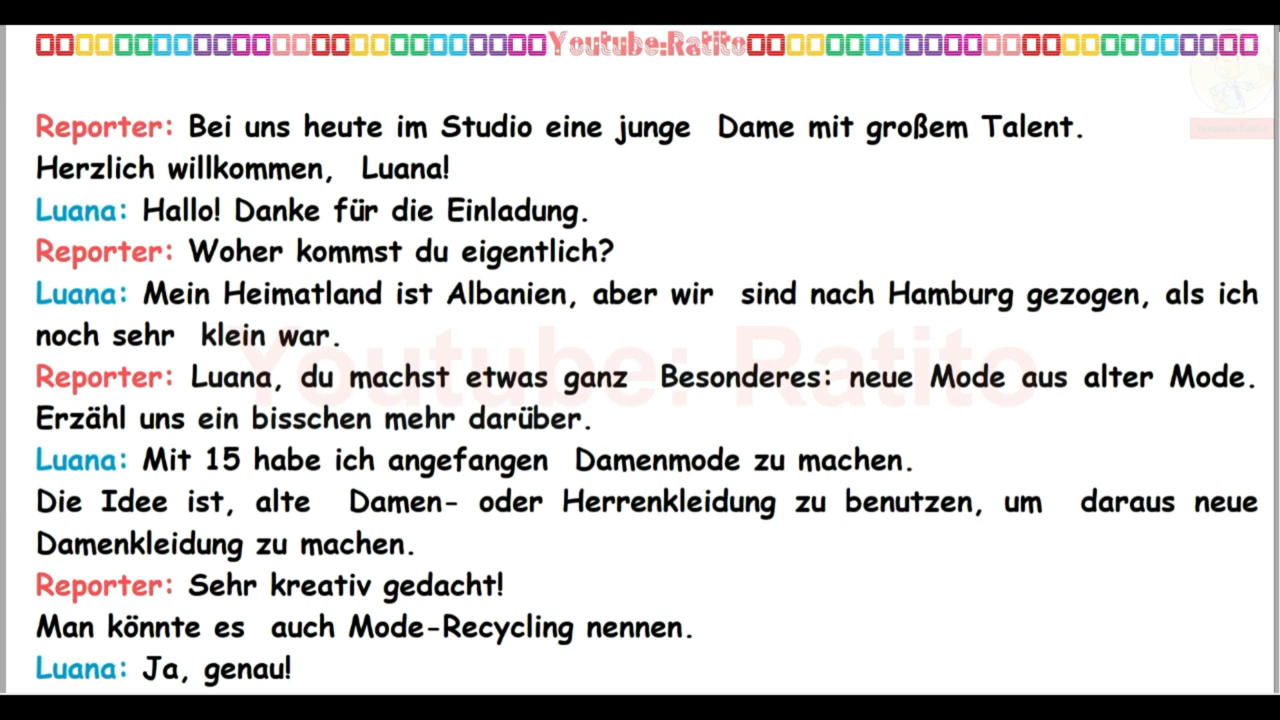 Youtube:Ratito
Reporter: Bei uns heute im Studio eine junge Dame mit großem Talent.
Herzlich willkommen, Luana!
Luana: Hallo! Danke für die Einladung.
Reporter: Woher kommst du eigentlich?
Luana: Mein Heimatland ist Albanien, aber wir sind nach Hamburg gezogen, als ich
noch sehr klein war.
Youtube: Ratito
Reporter: Luana, du machst etwas ganz Besonderes: neue Mode aus alter Mode.
Erzähl uns ein bisschen mehr darüber.
Luana: Mit 15 habe ich angefangen Damenmode zu machen.
Die Idee ist, alte Damen- oder Herrenkleidung zu benutzen, um daraus neue
Damenkleidung zu machen.
Reporter: Sehr kreativ gedacht!
Man könnte es auch Mode-Recycling nennen.
Luana: Ja, genau!